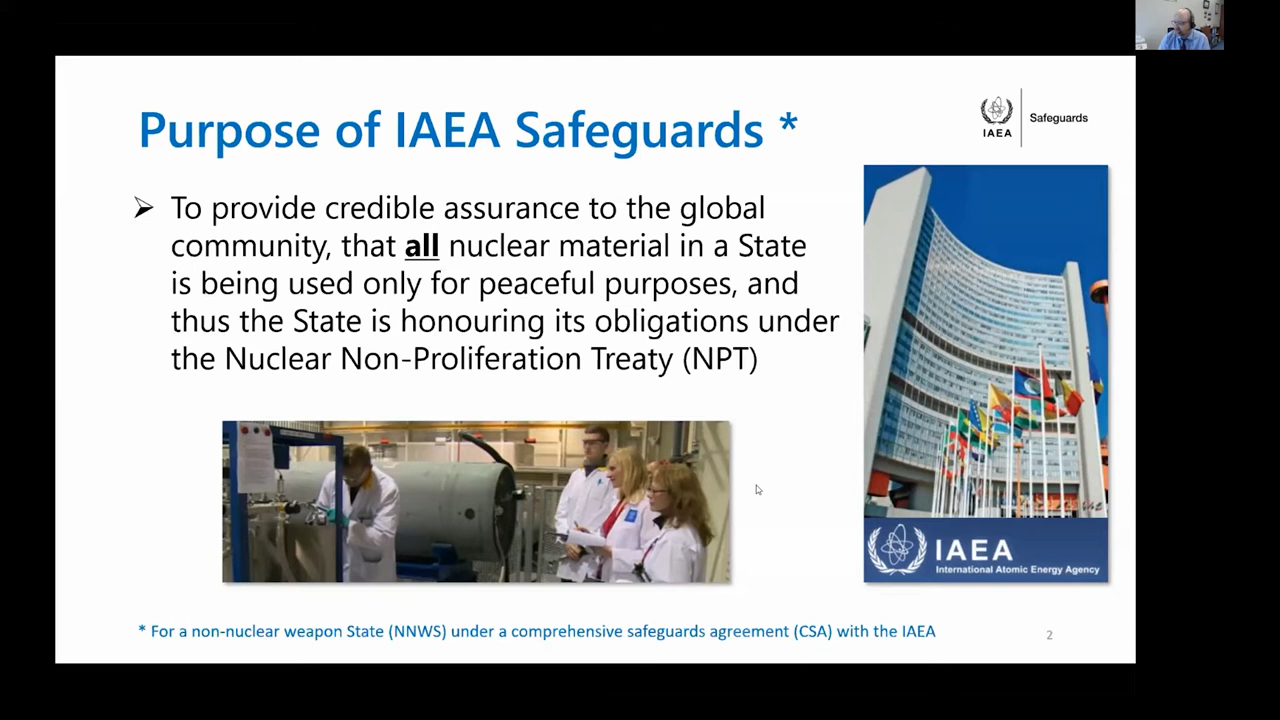 Purpose of IAEA Safeguards *
IAEA
Safeguards
➢ To provide credible assurance to the global
community, that all nuclear material in a State
is being used only for peaceful purposes, and
thus the State is honouring its obligations under
the Nuclear Non-Proliferation Treaty (NPT)
IAEA
International Atomic Energy Agency
* For a non-nuclear weapon State (NNWS) under a comprehensive safeguards agreement (CSA) with the IAEA
2